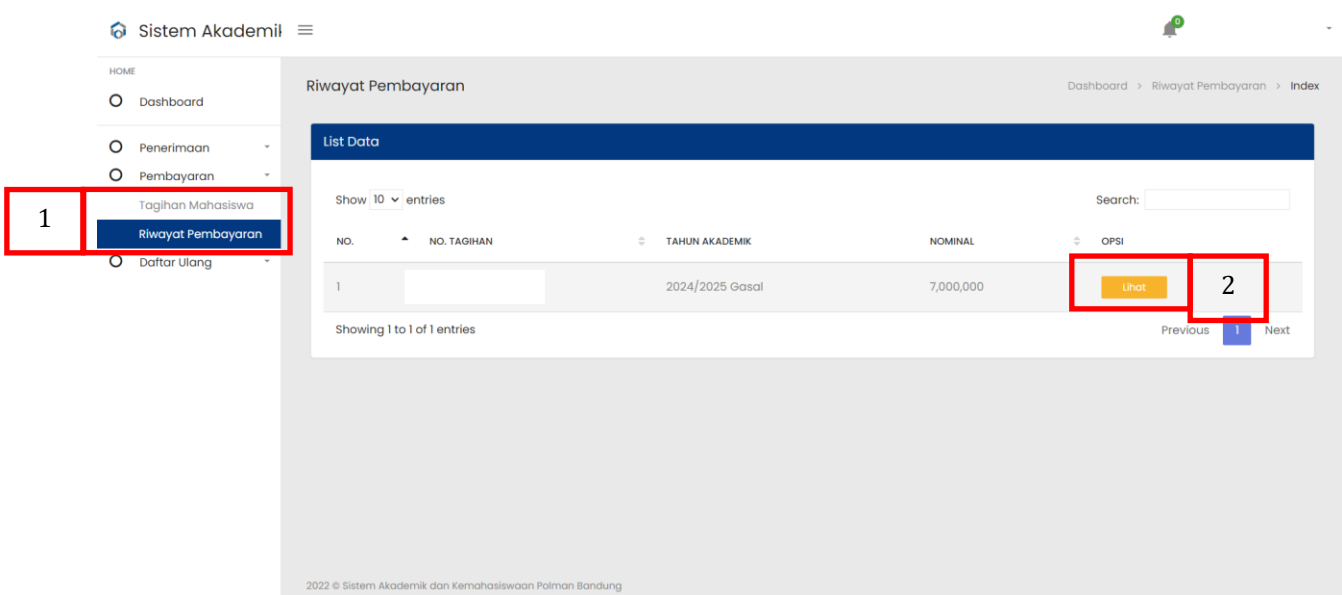 Sistem Akademik
0
HOME
Dashboard
Penerimaan
Pembayaran
Tagihan Mahasiswa
Riwayat Pembayaran
Daftar Ulang
1
Riwayat Pembayaran
Dashboard > Riwayat Pembayaran > Index
List Data
Show 10 entries
Search:
NO. NO. TAGIHAN TAHUN AKADEMIK NOMINAL OPSI
1 2024/2025 Gasal 7,000,000 Lihat
2
Showing 1 to 1 of 1 entries
Previous 1 Next
2022 © Sistem Akademik dan Kemahasiswaan Polman Bandung